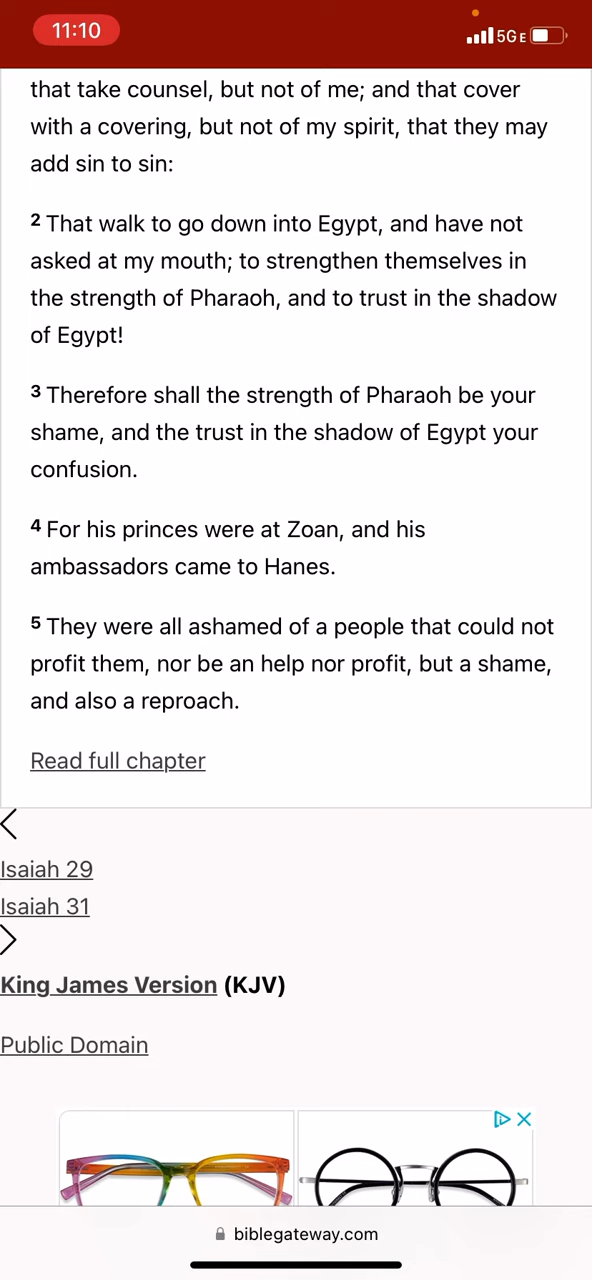 11:10
5GE
that take counsel, but not of me; and that cover
with a covering, but not of my spirit, that they may
add sin to sin:
2 That walk to go down into Egypt, and have not
asked at my mouth; to strengthen themselves in
the strength of Pharaoh, and to trust in the shadow
of Egypt!
3 Therefore shall the strength of Pharaoh be your
shame, and the trust in the shadow of Egypt your
confusion.
4 For his princes were at Zoan, and his
ambassadors came to Hanes.
5 They were all ashamed of a people that could not
profit them, nor be an help nor profit, but a shame,
and also a reproach.
Read full chapter
Isaiah 29
Isaiah 31
King James Version (KJV)
Public Domain
biblegateway.com